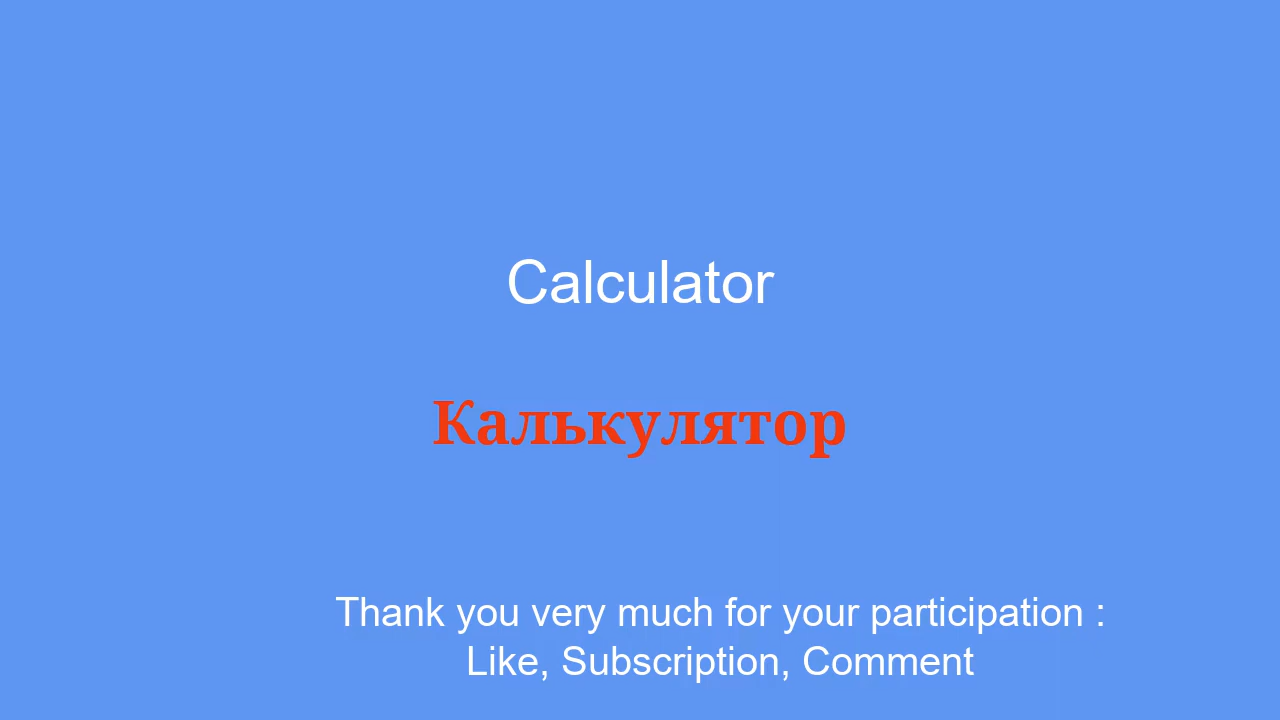 Calculator
Калькулятор
Thank you very much for your participation :
Like, Subscription, Comment